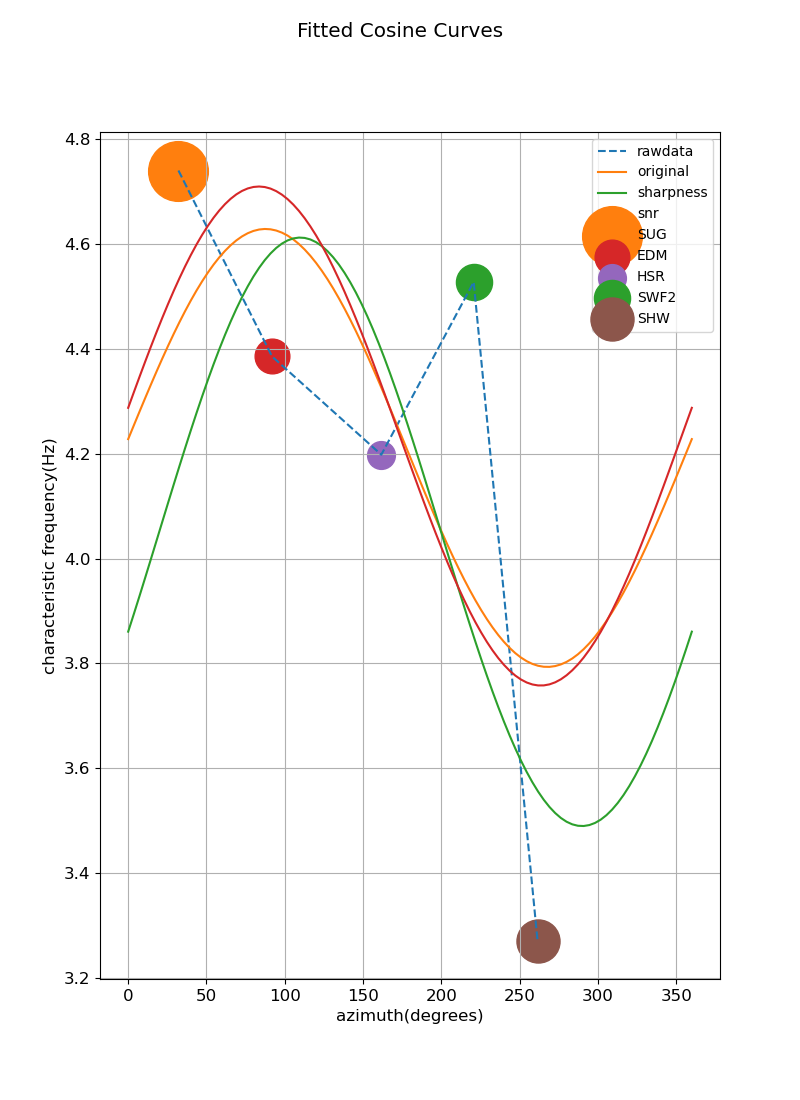 Fitted Cosine Curves
4.8
4.6
4.4
4.2
4.0
3.8
3.6
3.4
3.2
characteristic frequency(Hz)
rawdata
original
sharpness
snr
SUG
EDM
HSR
SWF2
SHW
0 50 100 150 200 250 300 350
azimuth(degrees)